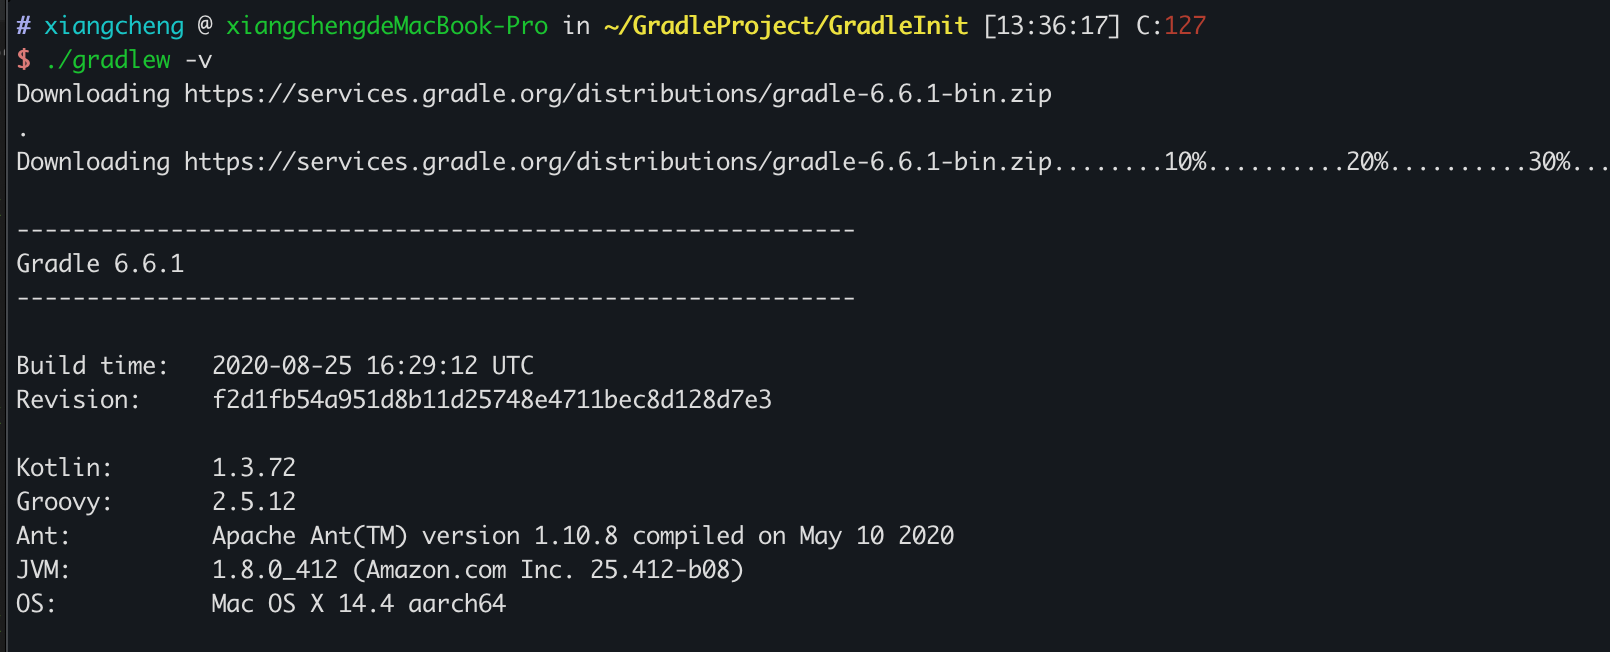 # xiangcheng @ xiangchengdeMacBook-Pro in ~/GradleProject/GradleInit [13:36:17] C:127
$ ./gradlew -v
Downloading https://services.gradle.org/distributions/gradle-6.6.1-bin.zip
.
Downloading https://services.gradle.org/distributions/gradle-6.6.1-bin.zip........10%..........20%..........30%...
------------------------------------------------------------
Gradle 6.6.1
------------------------------------------------------------
Build time:   2020-08-25 16:29:12 UTC
Revision:     f2d1fb54a951d8b11d25748e4711bec8d128d7e3
Kotlin:       1.3.72
Groovy:       2.5.12
Ant:          Apache Ant(TM) version 1.10.8 compiled on May 10 2020
JVM:          1.8.0_412 (Amazon.com Inc. 25.412-b08)
OS:           Mac OS X 14.4 aarch64